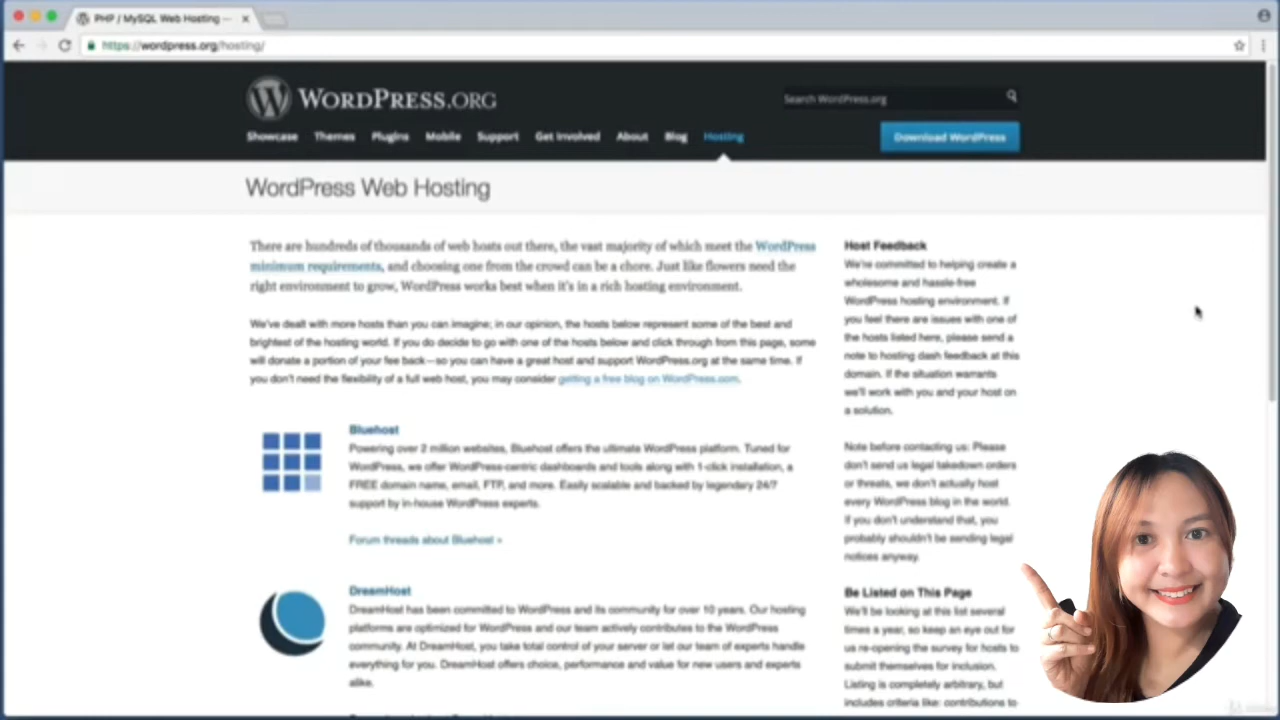 PHP / MySQL Web Hosting —
https://wordpress.org/hosting/
WORDPRESS.ORG
Search WordPress.org
Showcase Themes Plugins Mobile Support Get Involved About Blog Hosting
Download WordPress
WordPress Web Hosting
There are hundreds of thousands of web hosts out there, the vast majority of which meet the WordPress
minimum requirements, and choosing one from the crowd can be a chore. Just like flowers need the
right environment to grow, WordPress works best when it's in a rich hosting environment.
We've dealt with more hosts than you can imagine; in our opinion, the hosts below represent some of the best and
brightest of the hosting world. If you do decide to go with one of the hosts below and click through from this page, some
will donate a portion of your fee back—so you can have a great host and support WordPress.org at the same time. If
you don't need the flexibility of a full web host, you may consider getting a free blog on WordPress.com.
Bluehost
Powering over 2 million websites, Bluehost offers the ultimate WordPress platform. Tuned for
WordPress, we offer WordPress-centric dashboards and tools along with 1-click installation, a
FREE domain name, email, FTP, and more. Easily scalable and backed by legendary 24/7
support by in-house WordPress experts.
Forum threads about Bluehost »
DreamHost
DreamHost has been committed to WordPress and its community for over 10 years. Our hosting
platforms are optimized for WordPress and our team actively contributes to the WordPress
community. At DreamHost, you take total control of your server or let our team of experts handle
everything for you. DreamHost offers choice, performance and value for new users and experts
alike.
Host Feedback
We're committed to helping create a
wholesome and hassle-free
WordPress hosting environment. If
you feel there are issues with one of
the hosts listed here, please send a
note to hosting dash feedback at this
domain. If the situation warrants
we'll work with you and your host on
a solution.
Note before contacting us: Please
don't send us legal takedown orders
or threats, we don't actually host
every WordPress blog in the world.
If you don't understand that, you
probably shouldn't be sending legal
notices anyway.
Be Listed on This Page
We'll be looking at this list several
times a year, so keep an eye out for
us re-opening the survey for hosts to
submit themselves for inclusion.
Listing is completely arbitrary, but
includes criteria like: contributions to